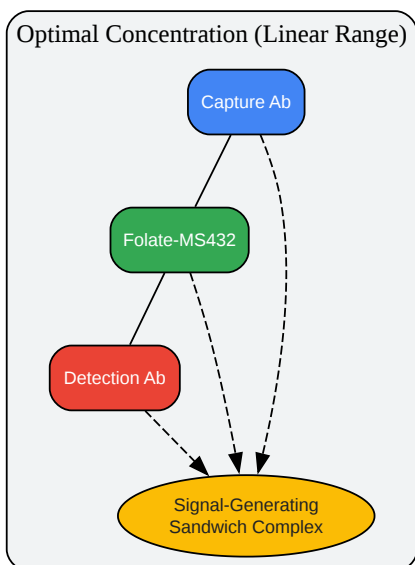 Optimal Concentration (Linear Range)
Capture Ab
Folate-MS432
Detection Ab
Signal-Generating
Sandwich Complex